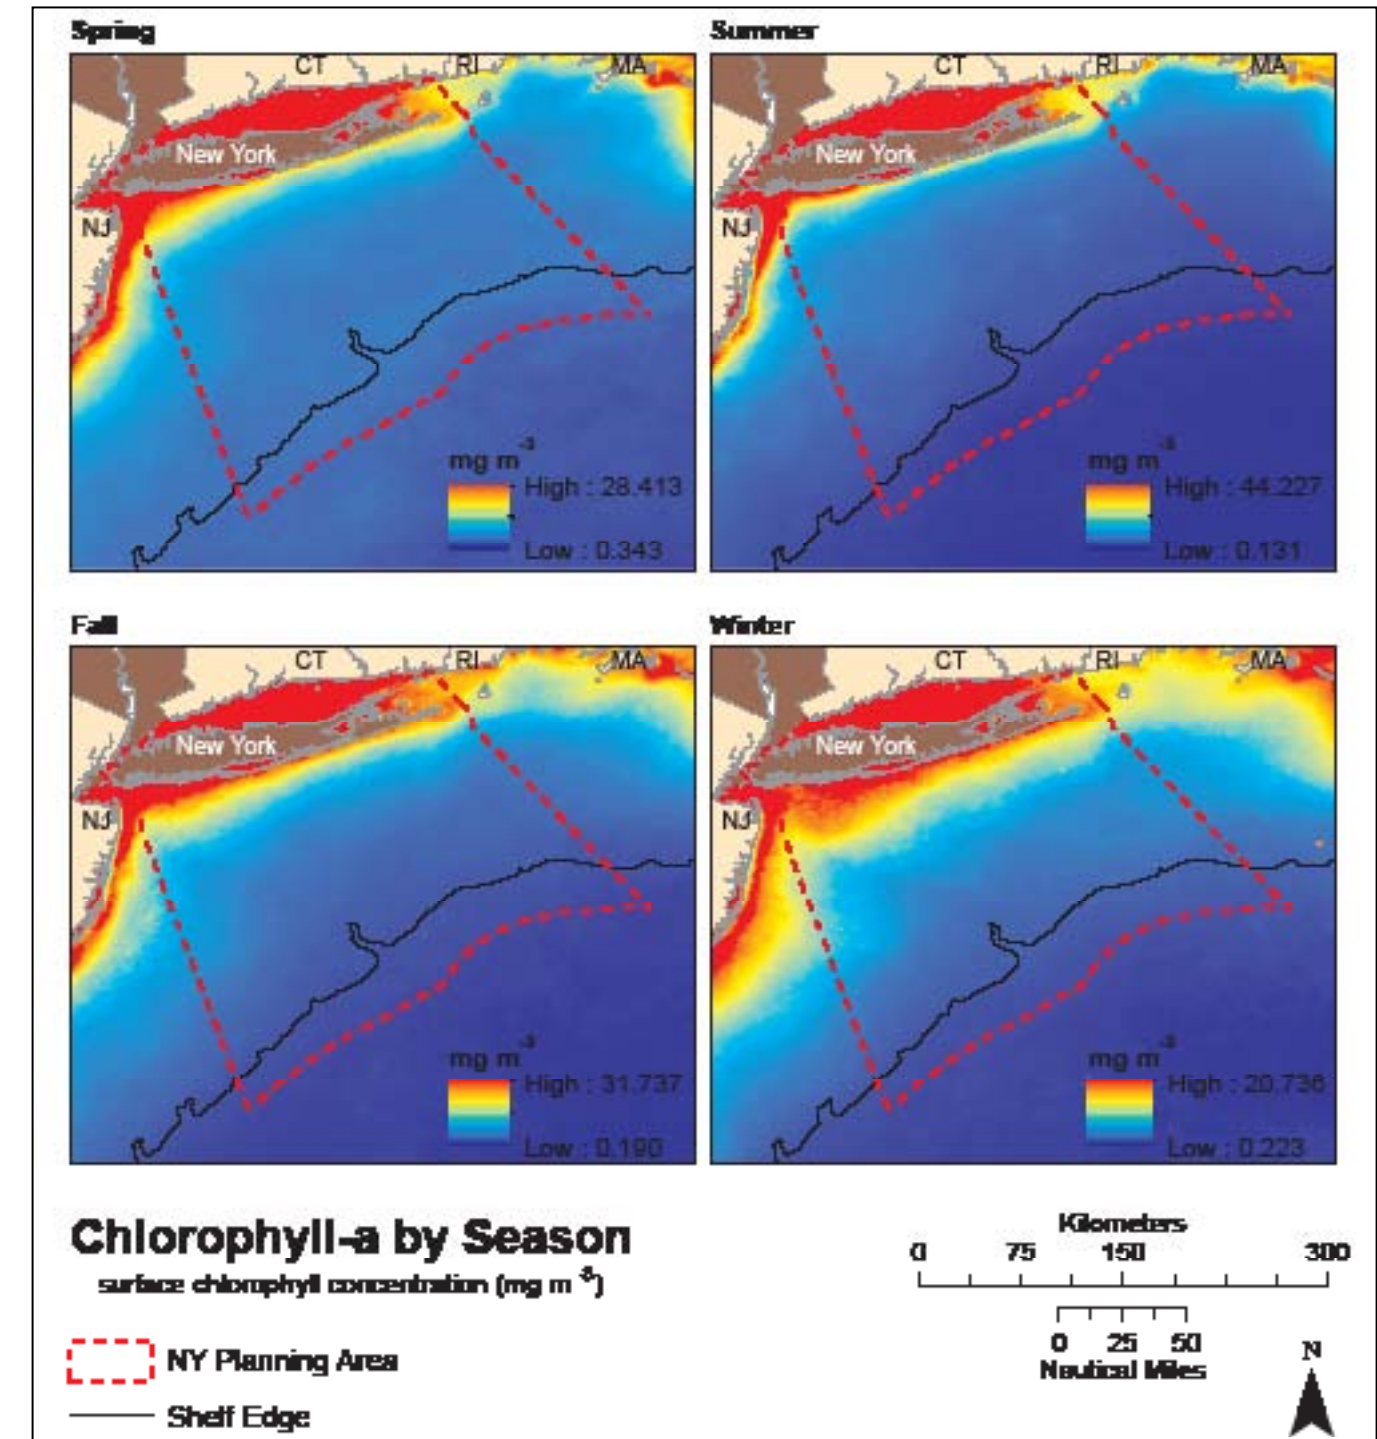 Spring
CT RI MA
New York
NJ
mg m-3
High : 28.413
Low : 0.343
Summer
CT RI MA
New York
NJ
mg m-3
High : 44.227
Low : 0.131
Fall
CT RI MA
New York
NJ
mg m-3
High : 31.737
Low : 0.190
Winter
CT RI MA
New York
NJ
mg m-3
High : 20.736
Low : 0.223
Chlorophyll-a by Season
surface chlorophyll concentration (mg m-3)
NY Planning Area
Shelf Edge
Kilometers
0 75 150 300
0 25 50
Nautical Miles
N